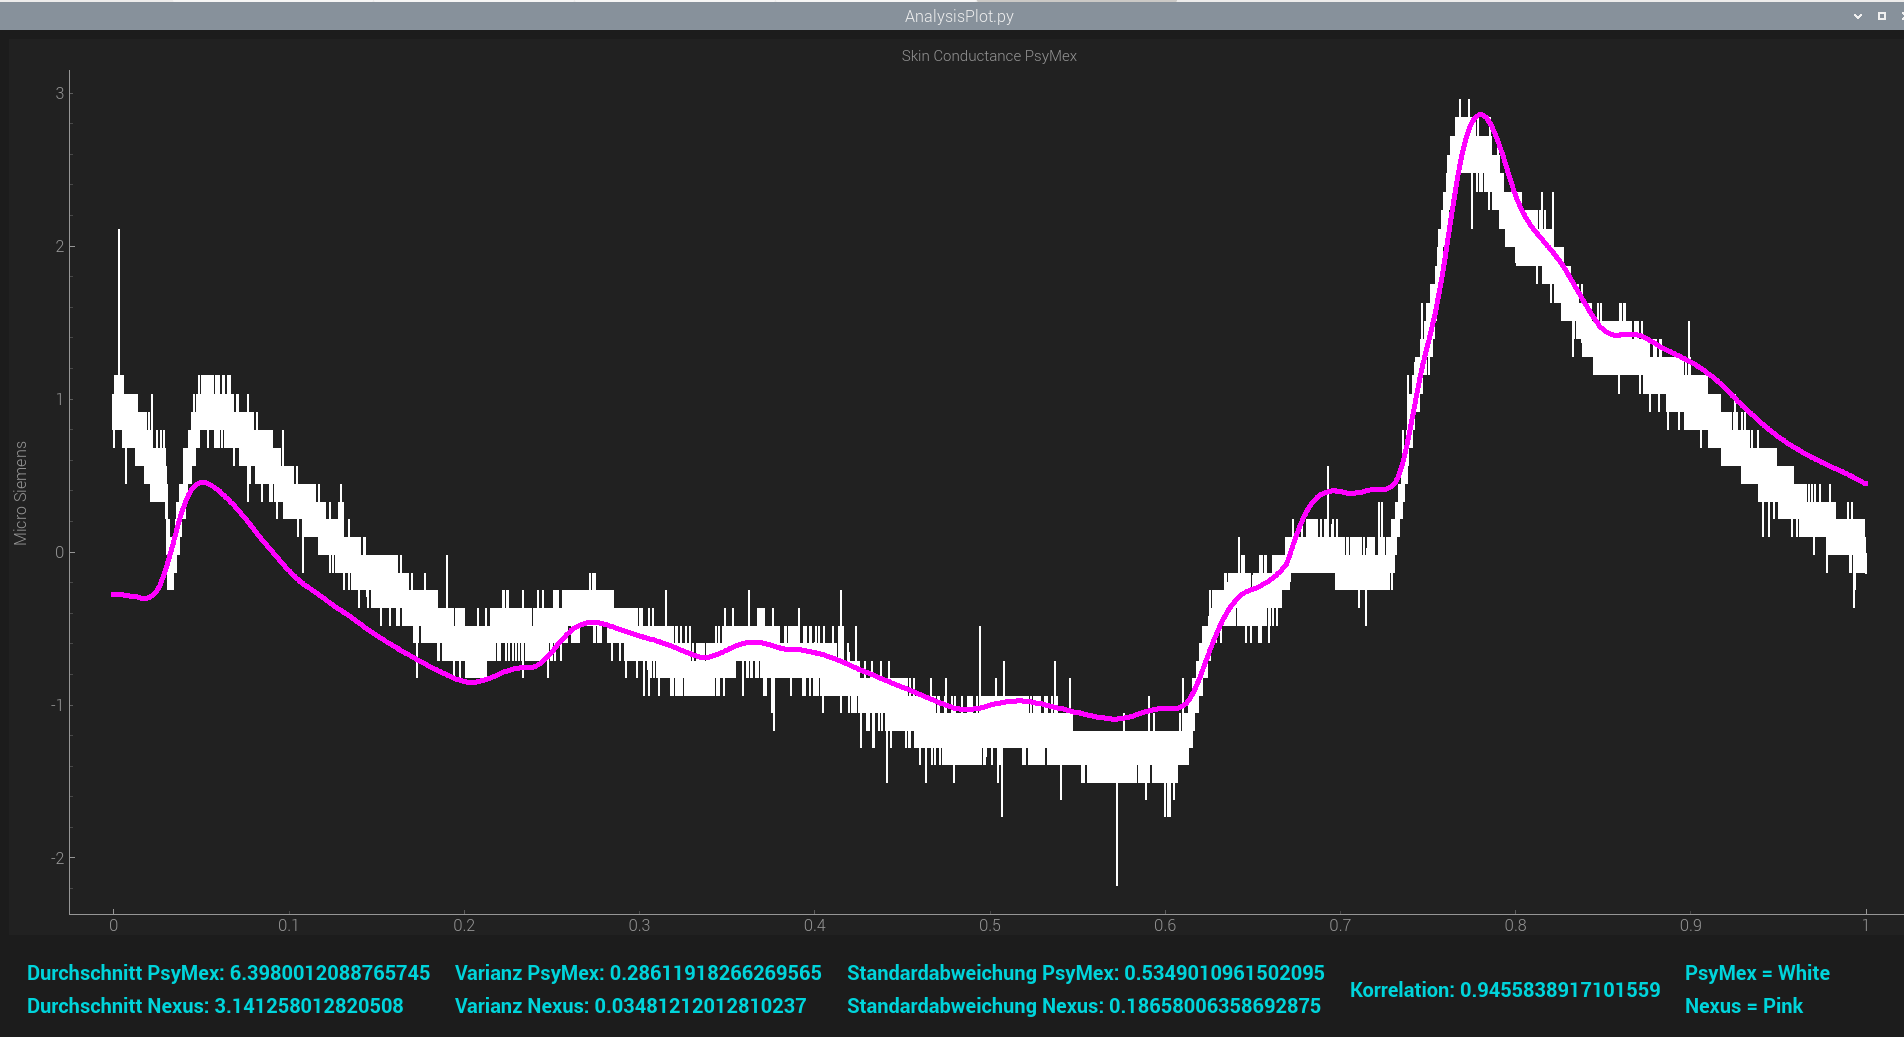 AnalysisPlot.py
Skin Conductance PsyMex
Micro Siemens
3
2
1
0
-1
-2
0 0.1 0.2 0.3 0.4 0.5 0.6 0.7 0.8 0.9 1
Durchschnitt PsyMex: 6.3980012088765745 Varianz PsyMex: 0.28611918266269565 Standardabweichung PsyMex: 0.5349010961502095 PsyMex = White
Korrelation: 0.9455838917101559
Durchschnitt Nexus: 3.141258012820508 Varianz Nexus: 0.03481212012810237 Standardabweichung Nexus: 0.18658006358692875 Nexus = Pink